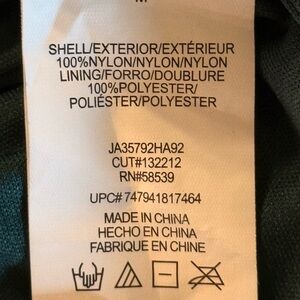 M
SHELL/EXTERIOR/EXTÉRIEUR
100%NYLON/NYLON/NYLON
LINING/FORRO/DOUBLURE
100%POLYESTER/
POLIÉSTER/POLYESTER
JA35792HA92
CUT#132212
RN#58539
UPC# 747941817464
MADE IN CHINA
HECHO EN CHINA
FABRIQUE EN CHINE